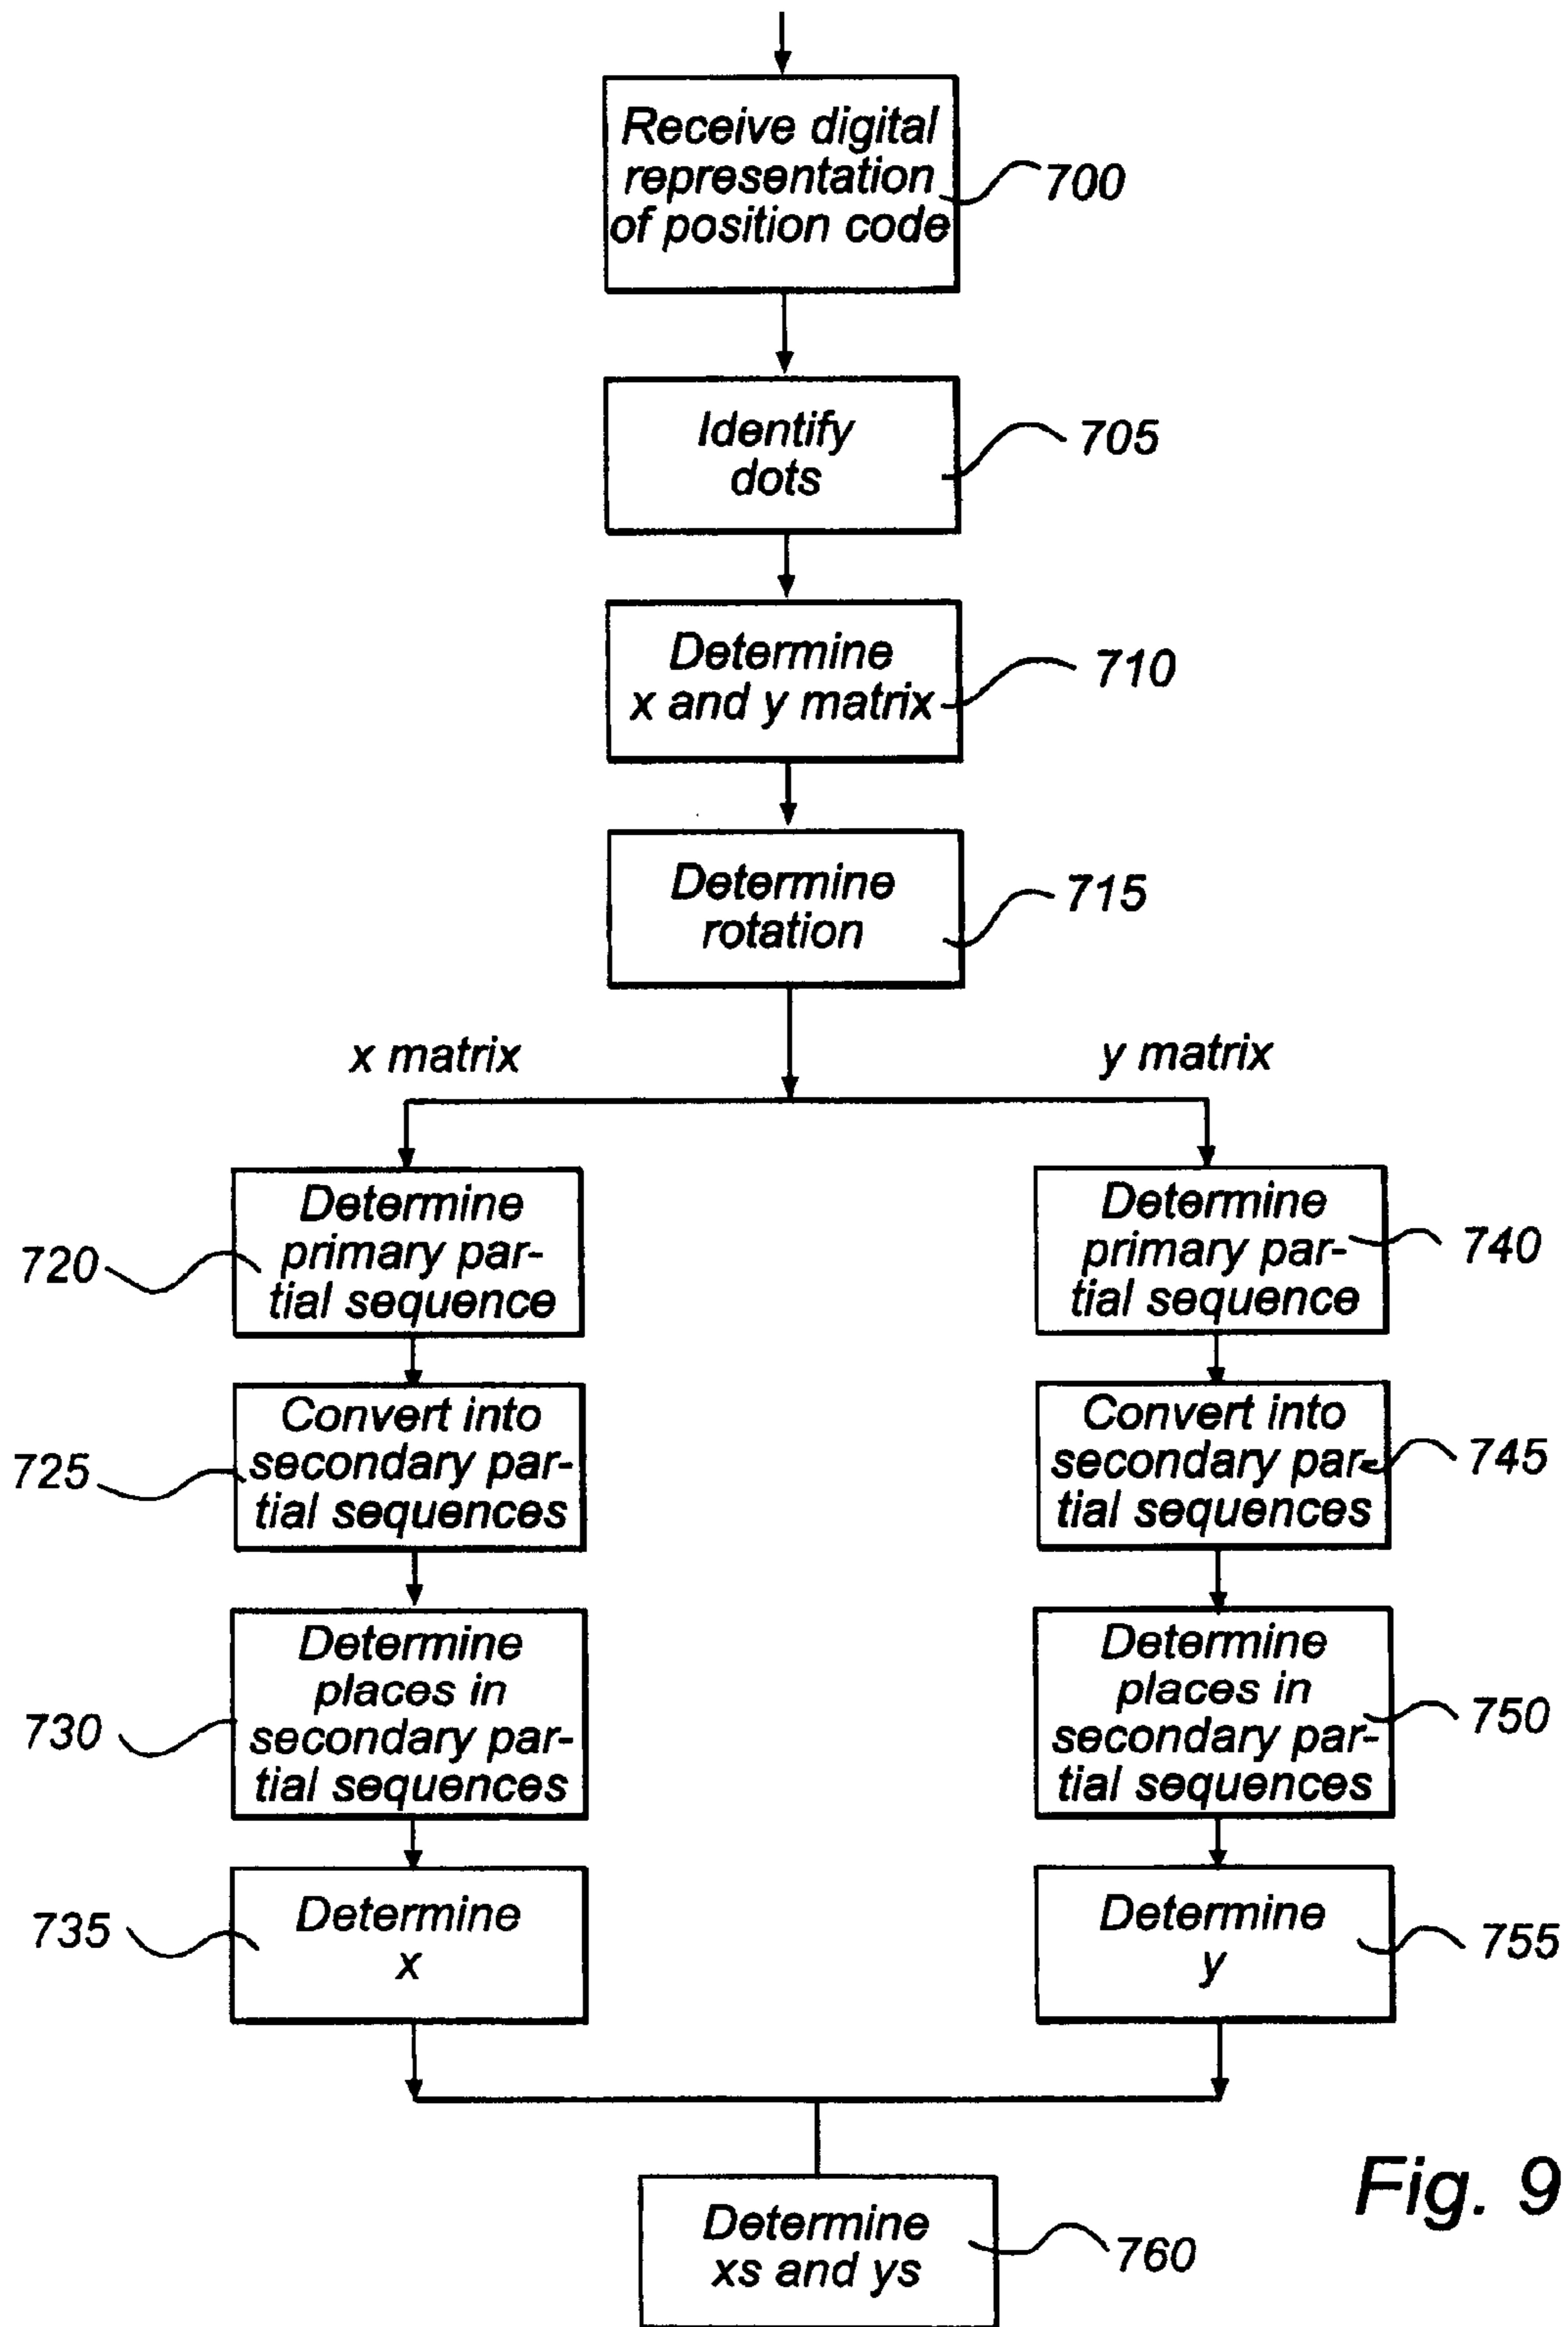 Receive digital
representation
of position code
700
Identify
dots
705
Determine
x and y matrix
710
Determine
rotation
715
x matrix
y matrix
Determine
primary par-
tial sequence
720
Determine
primary par-
tial sequence
740
Convert into
secondary par-
tial sequences
725
Convert into
secondary par-
tial sequences
745
Determine
places in
secondary par-
tial sequences
730
Determine
places in
secondary par-
tial sequences
750
Determine
x
735
Determine
y
755
Determine
xs and ys
760
Fig. 9